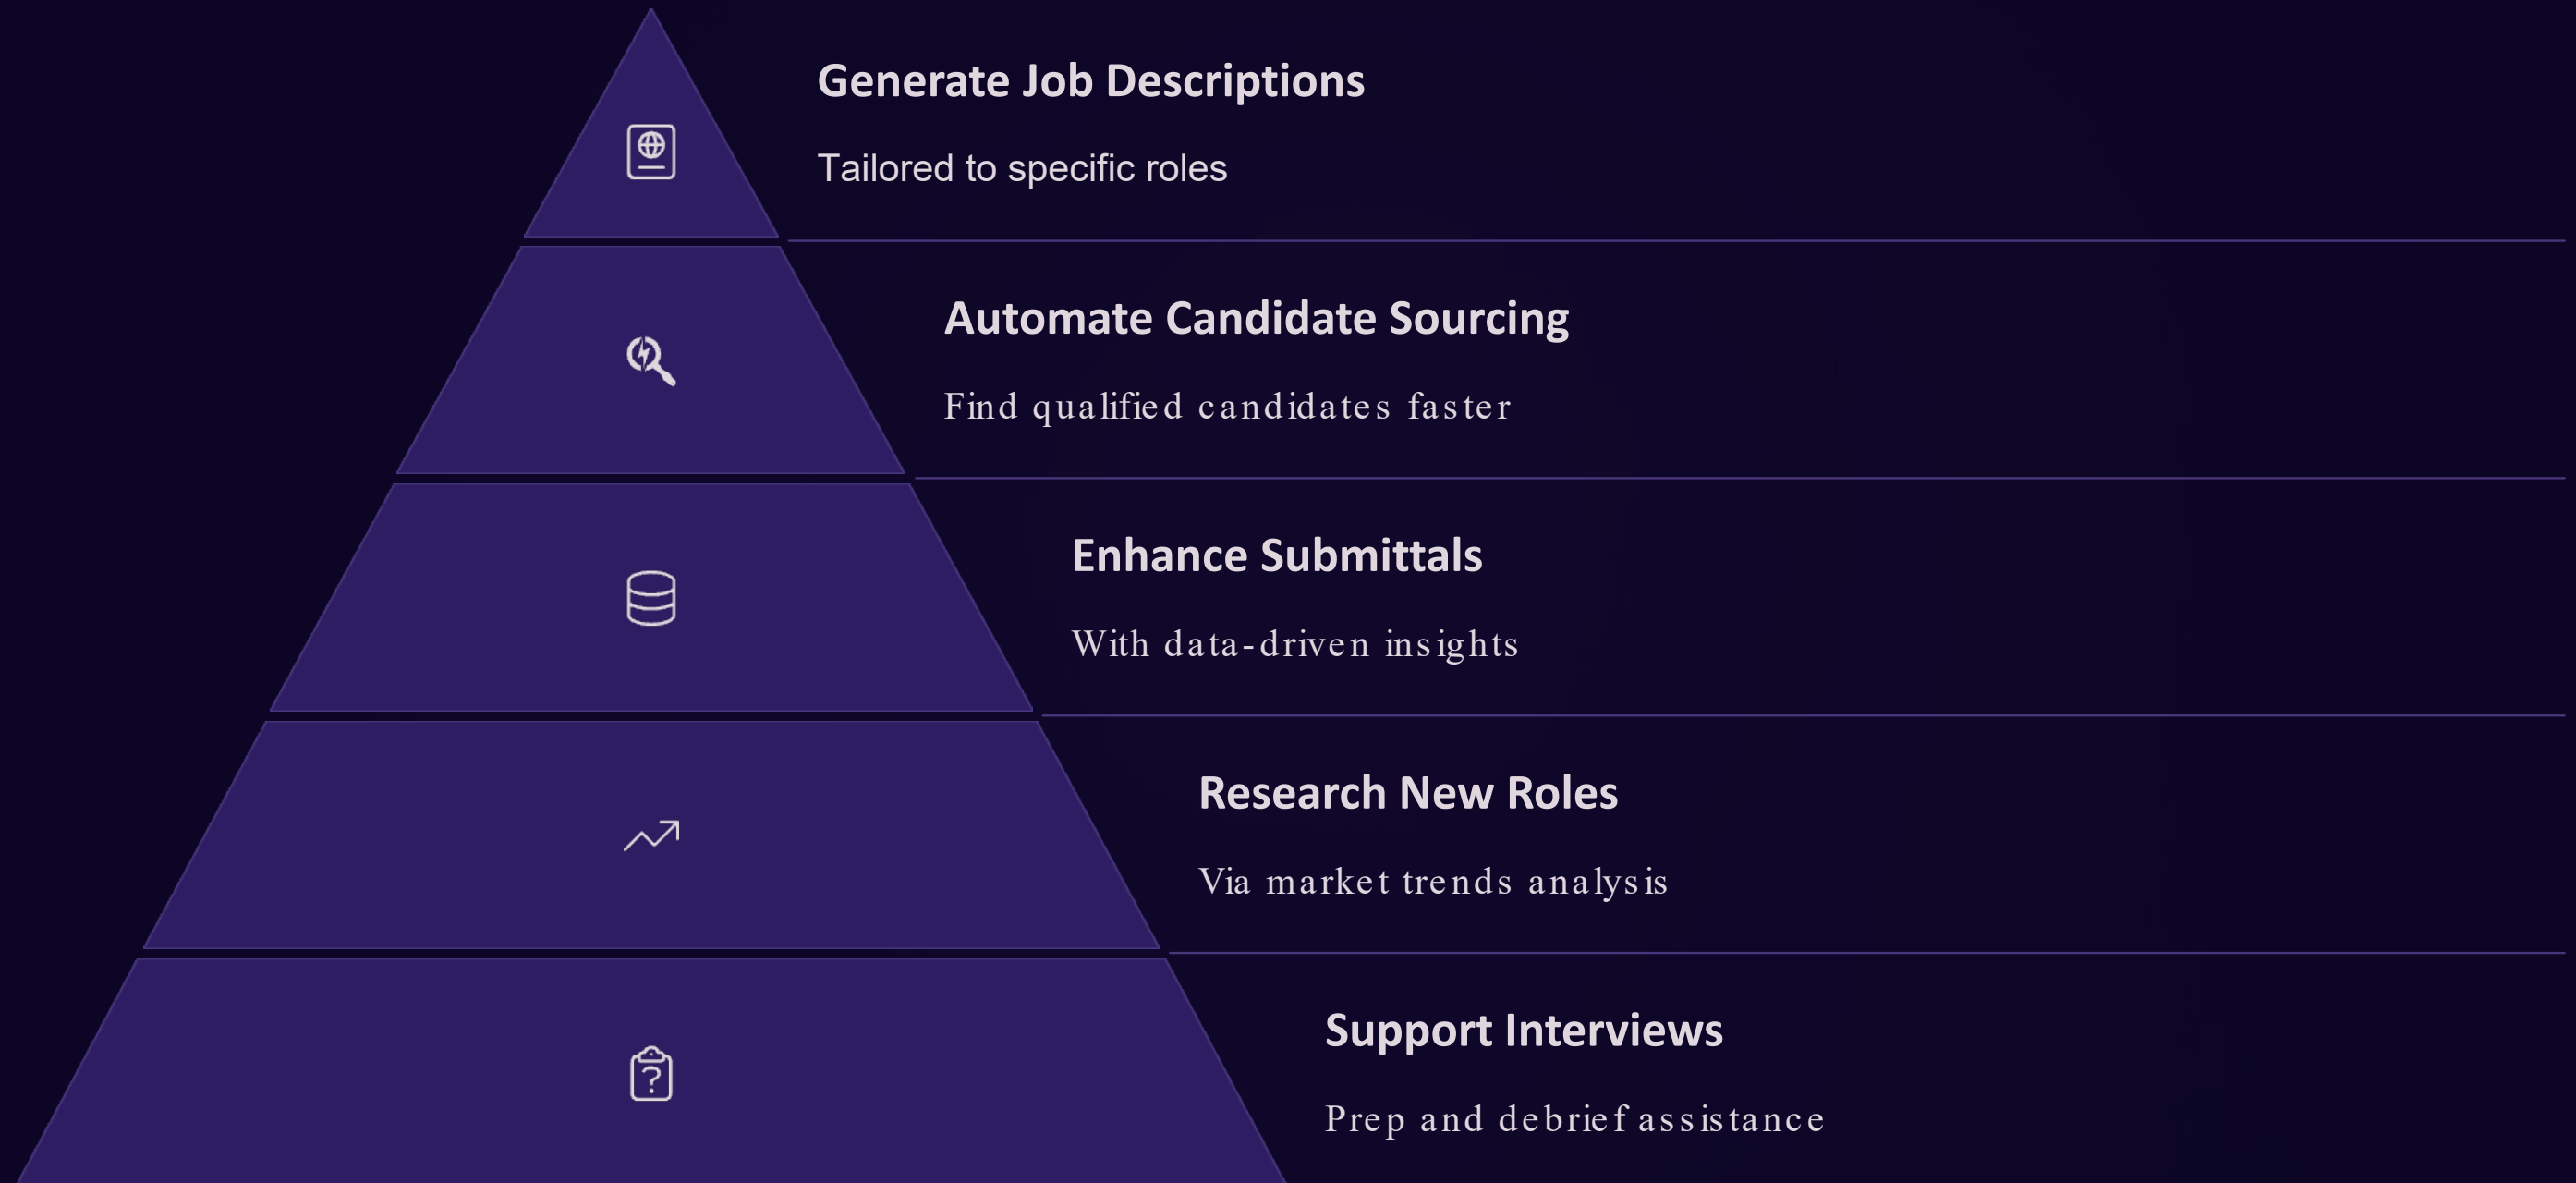 Generate Job Descriptions
Tailored to specific roles
Automate Candidate Sourcing
Find qualified candidates faster
Enhance Submittals
With data-driven insights
Research New Roles
Via market trends analysis
Support Interviews
Prep and debrief assistance